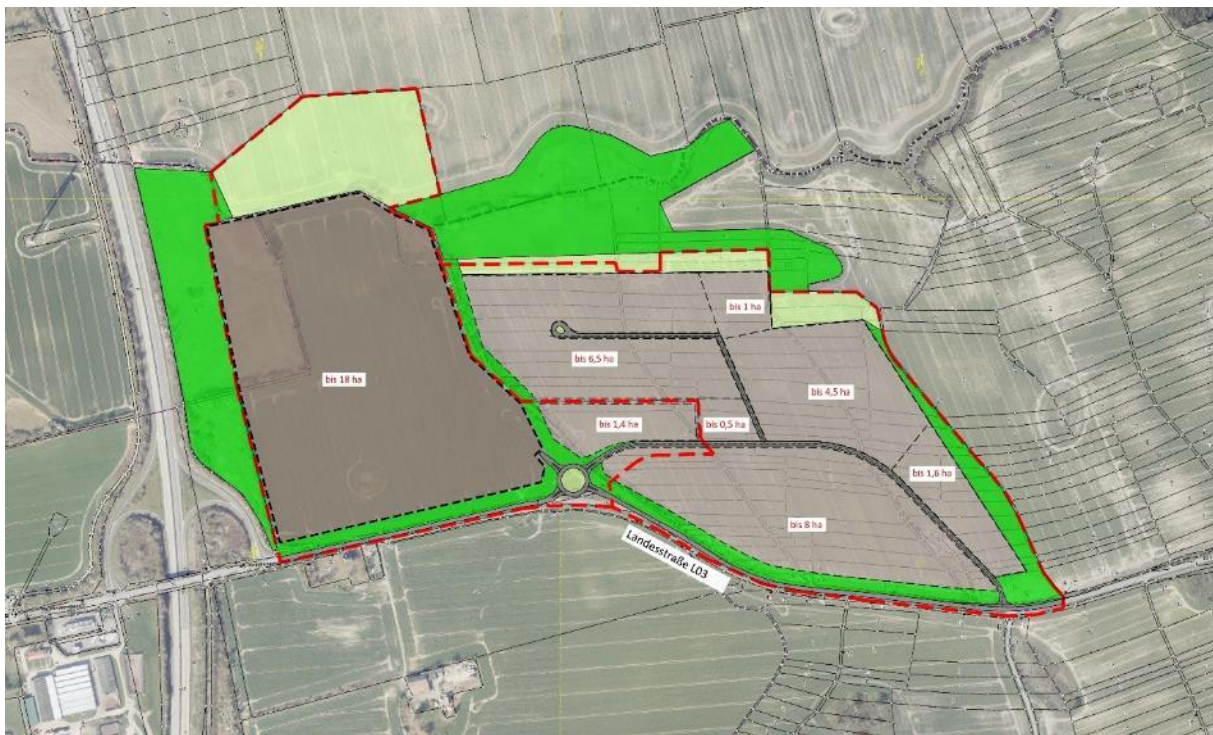 bis 1 ha
bis 6,5 ha
bis 18 ha
bis 4,5 ha
bis 1,4 ha
bis 0,5 ha
bis 1,6 ha
bis 8 ha
Landesstraße L03